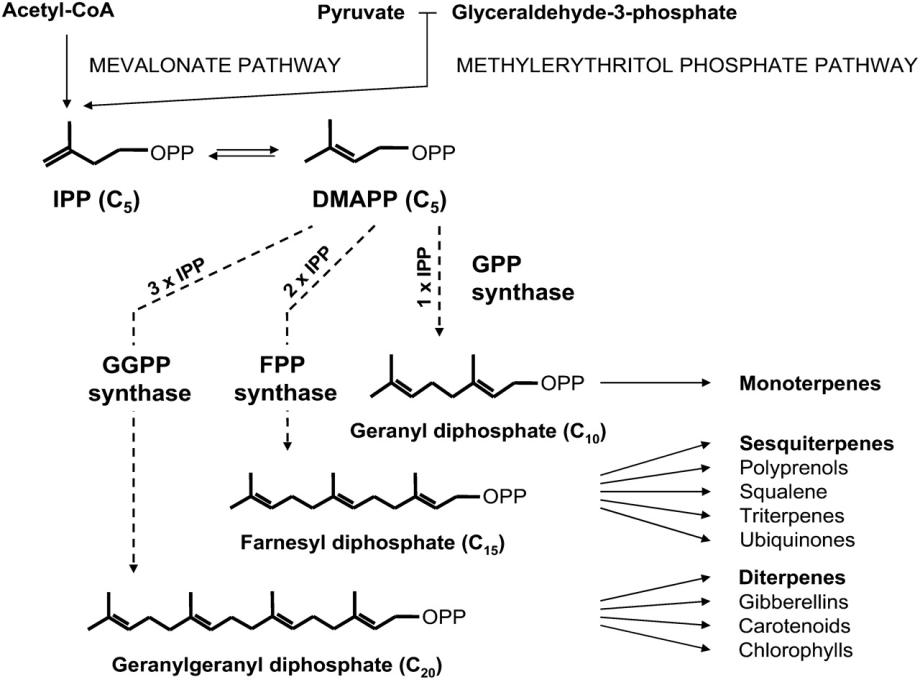 Acetyl-CoA
Pyruvate
Glyceraldehyde-3-phosphate
MEVALONATE PATHWAY
METHYLERYTHRITOL PHOSPHATE PATHWAY
OPP
OPP
IPP (C5)
DMAPP (C5)
3 x IPP
2 x IPP
1 x IPP
GPP
synthase
GGPP
synthase
FPP
synthase
OPP
Monoterpenes
Geranyl diphosphate (C10)
Sesquiterpenes
Polyprenols
Squalene
Triterpenes
Ubiquinones
OPP
Farnesyl diphosphate (C15)
Diterpenes
Gibberellins
Carotenoids
Chlorophylls
OPP
Geranylgeranyl diphosphate (C20)